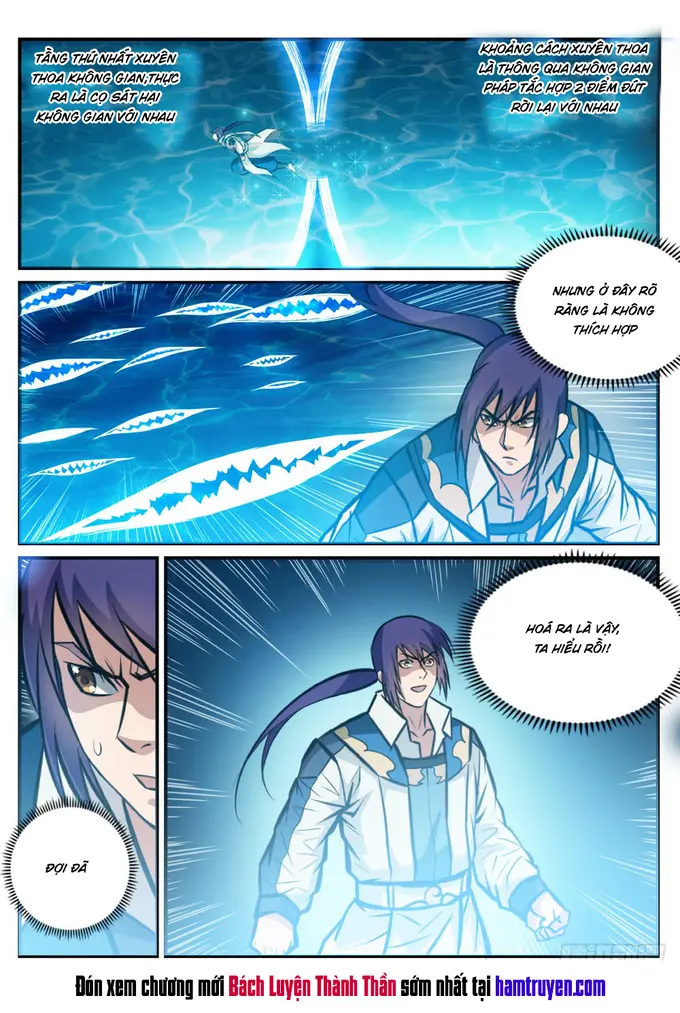 TẦNG THỨ NHẤT XUYÊN
THOA KHÔNG GIAN;THỰC
RA LÀ CỌ SÁT HẠI
KHÔNG GIAN VỚI NHAU
KHOẢNG CÁCH XUYÊN THOA
LÀ THÔNG QUA KHÔNG GIAN
PHÁP TẮC HỢP 2 ĐIỂM ĐỨT
RỜI LẠI VỚI NHAU
NHƯNG Ở ĐÂY RÕ
RÀNG LÀ KHÔNG
THÍCH HỢP
ĐỢI ĐÃ
HOÁ RA LÀ VẬY,
TA HIỂU RỒI!
Đón xem chương mới Bách Luyện Thành Thần sớm nhất tại hamtruyen.com